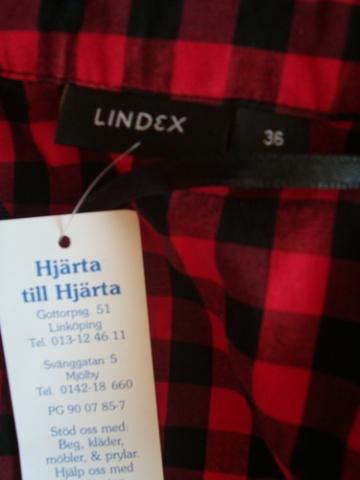 LINDEX
36
Hjärta
till Hjärta
Gottorpsg. 51
Linköping
Tel. 013-12 46 11
Svänggatan 5
Mjölby
Tel. 0142-18 660
PG 90 07 85-7
Stöd oss med:
Beg, kläder,
möbler, & prylar.
Hjälp oss med